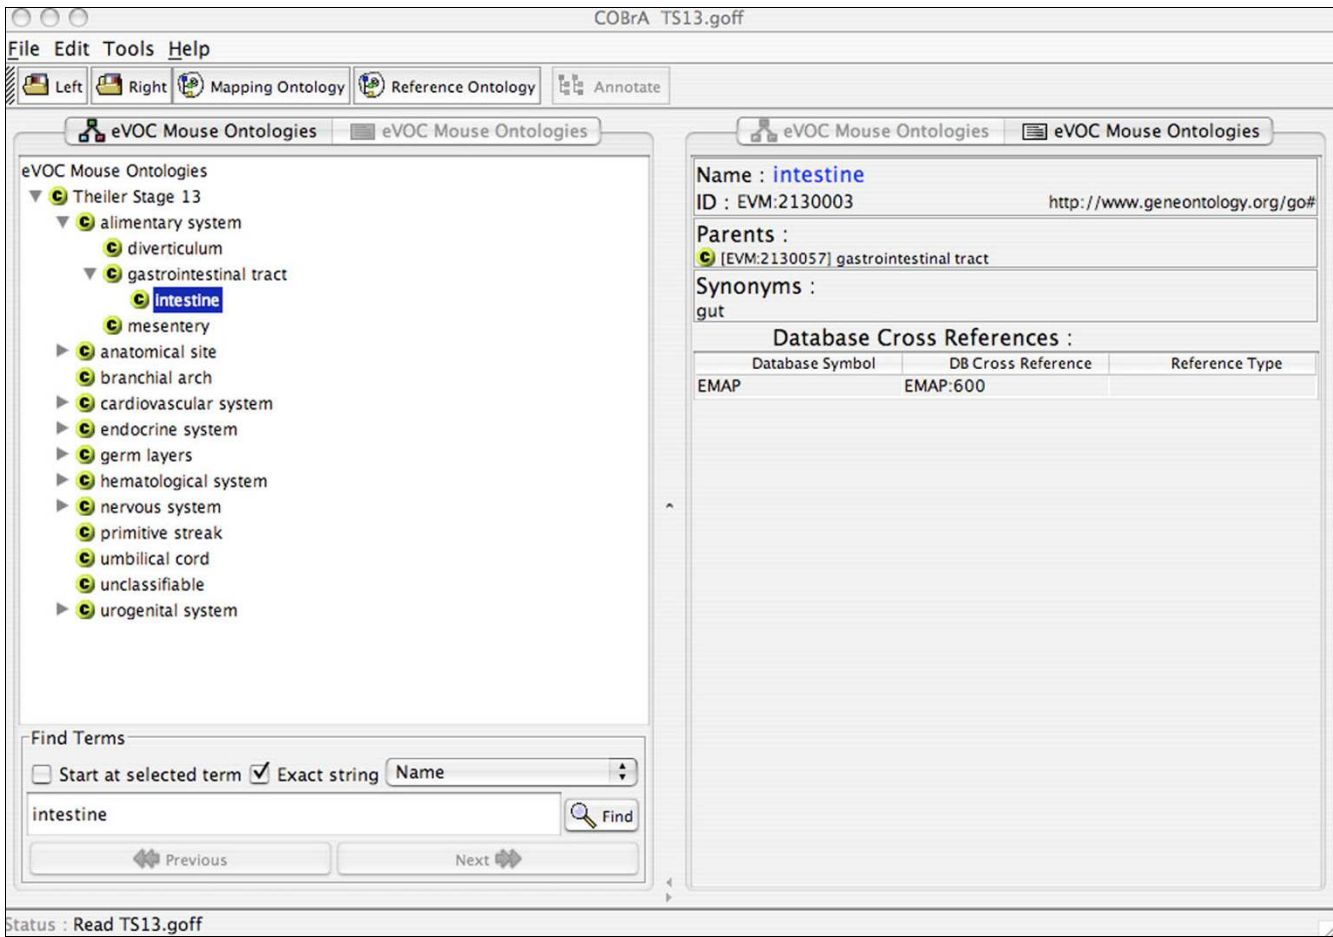 COBrA TS13.goff
File Edit Tools Help
Left Right Mapping Ontology Reference Ontology Annotate
eVOC Mouse Ontologies eVOC Mouse Ontologies
eVOC Mouse Ontologies
Theiler Stage 13
alimentary system
diverticulum
gastrointestinal tract
intestine
mesentery
anatomical site
branchial arch
cardiovascular system
endocrine system
germ layers
hematological system
nervous system
primitive streak
umbilical cord
unclassifiable
urogenital system
Find Terms
Start at selected term Exact string Name
intestine Find
Previous Next
eVOC Mouse Ontologies eVOC Mouse Ontologies
Name : intestine
ID : EVM:2130003 http://www.geneontology.org/go#
Parents :
[EVM:2130057] gastrointestinal tract
Synonyms :
gut
Database Cross References :
Database Symbol DB Cross Reference Reference Type
EMAP EMAP:600
Status : Read TS13.goff